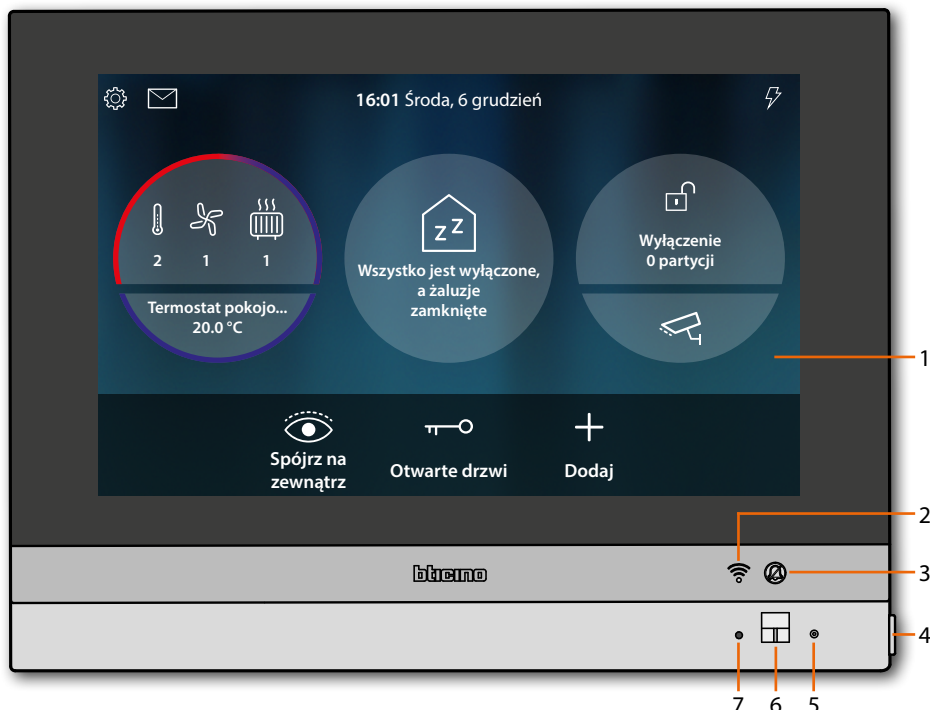 16:01 Środa, 6 grudzień
2 1 1
Termostat pokojo...
20.0 °C
Wszystko jest wyłączone,
a żaluzje
zamknięte
Wyłączenie
0 partycji
Spójrz na
zewnątrz
Otwarte drzwi
Dodaj
bticino
1
2
3
4
7 6 5